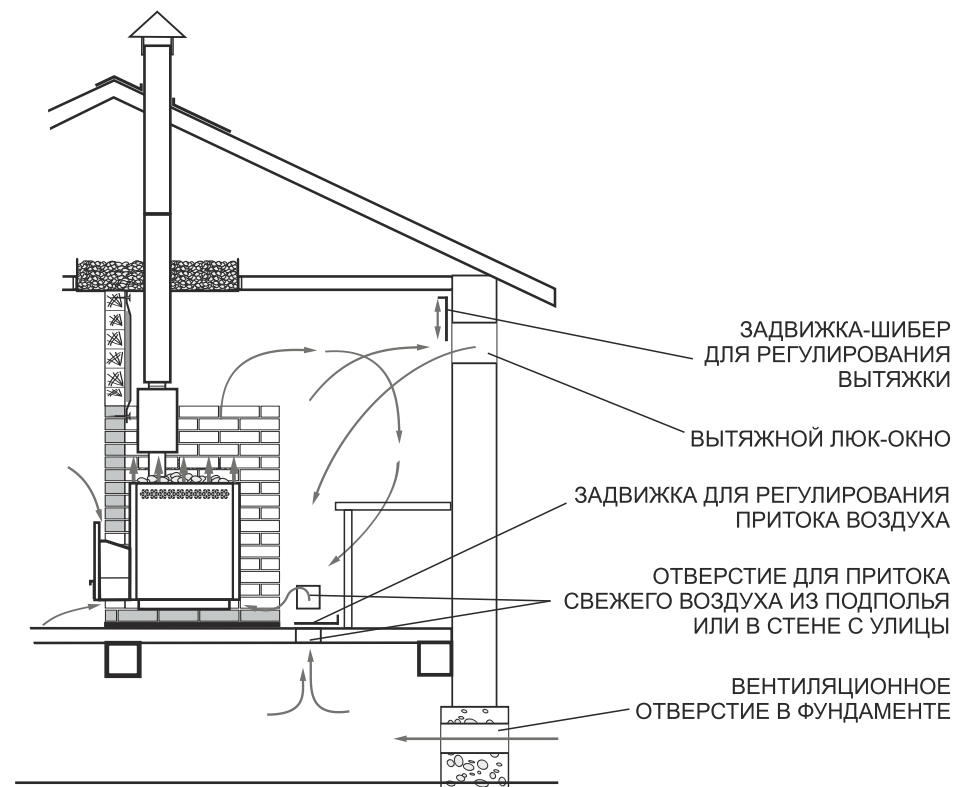 ЗАДВИЖКА-ШИБЕР
ДЛЯ РЕГУЛИРОВАНИЯ
ВЫТЯЖКИ
ВЫТЯЖНОЙ ЛЮК-ОКНО
ЗАДВИЖКА ДЛЯ РЕГУЛИРОВАНИЯ
ПРИТОКА ВОЗДУХА
ОТВЕРСТИЕ ДЛЯ ПРИТОКА
СВЕЖЕГО ВОЗДУХА ИЗ ПОДПОЛЬЯ
ИЛИ В СТЕНЕ С УЛИЦЫ
ВЕНТИЛЯЦИОННОЕ
ОТВЕРСТИЕ В ФУНДАМЕНТЕ